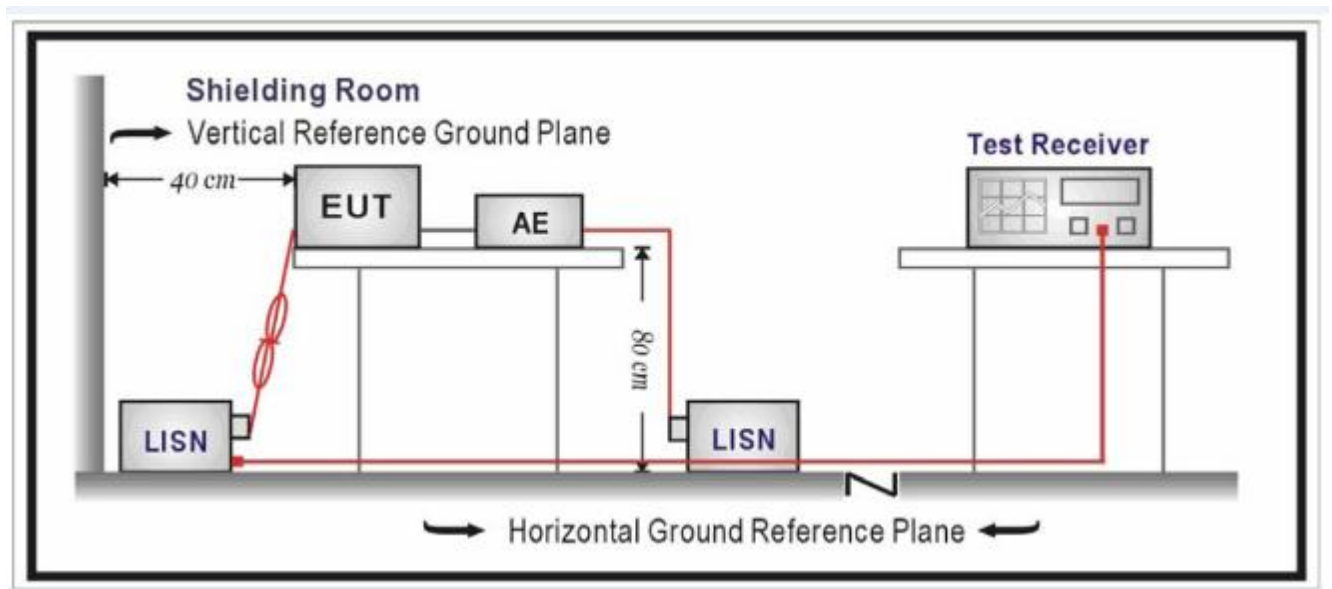 Shielding Room
Vertical Reference Ground Plane
Test Receiver
40 cm
EUT
AE
80 cm
LISN
LISN
Horizontal Ground Reference Plane